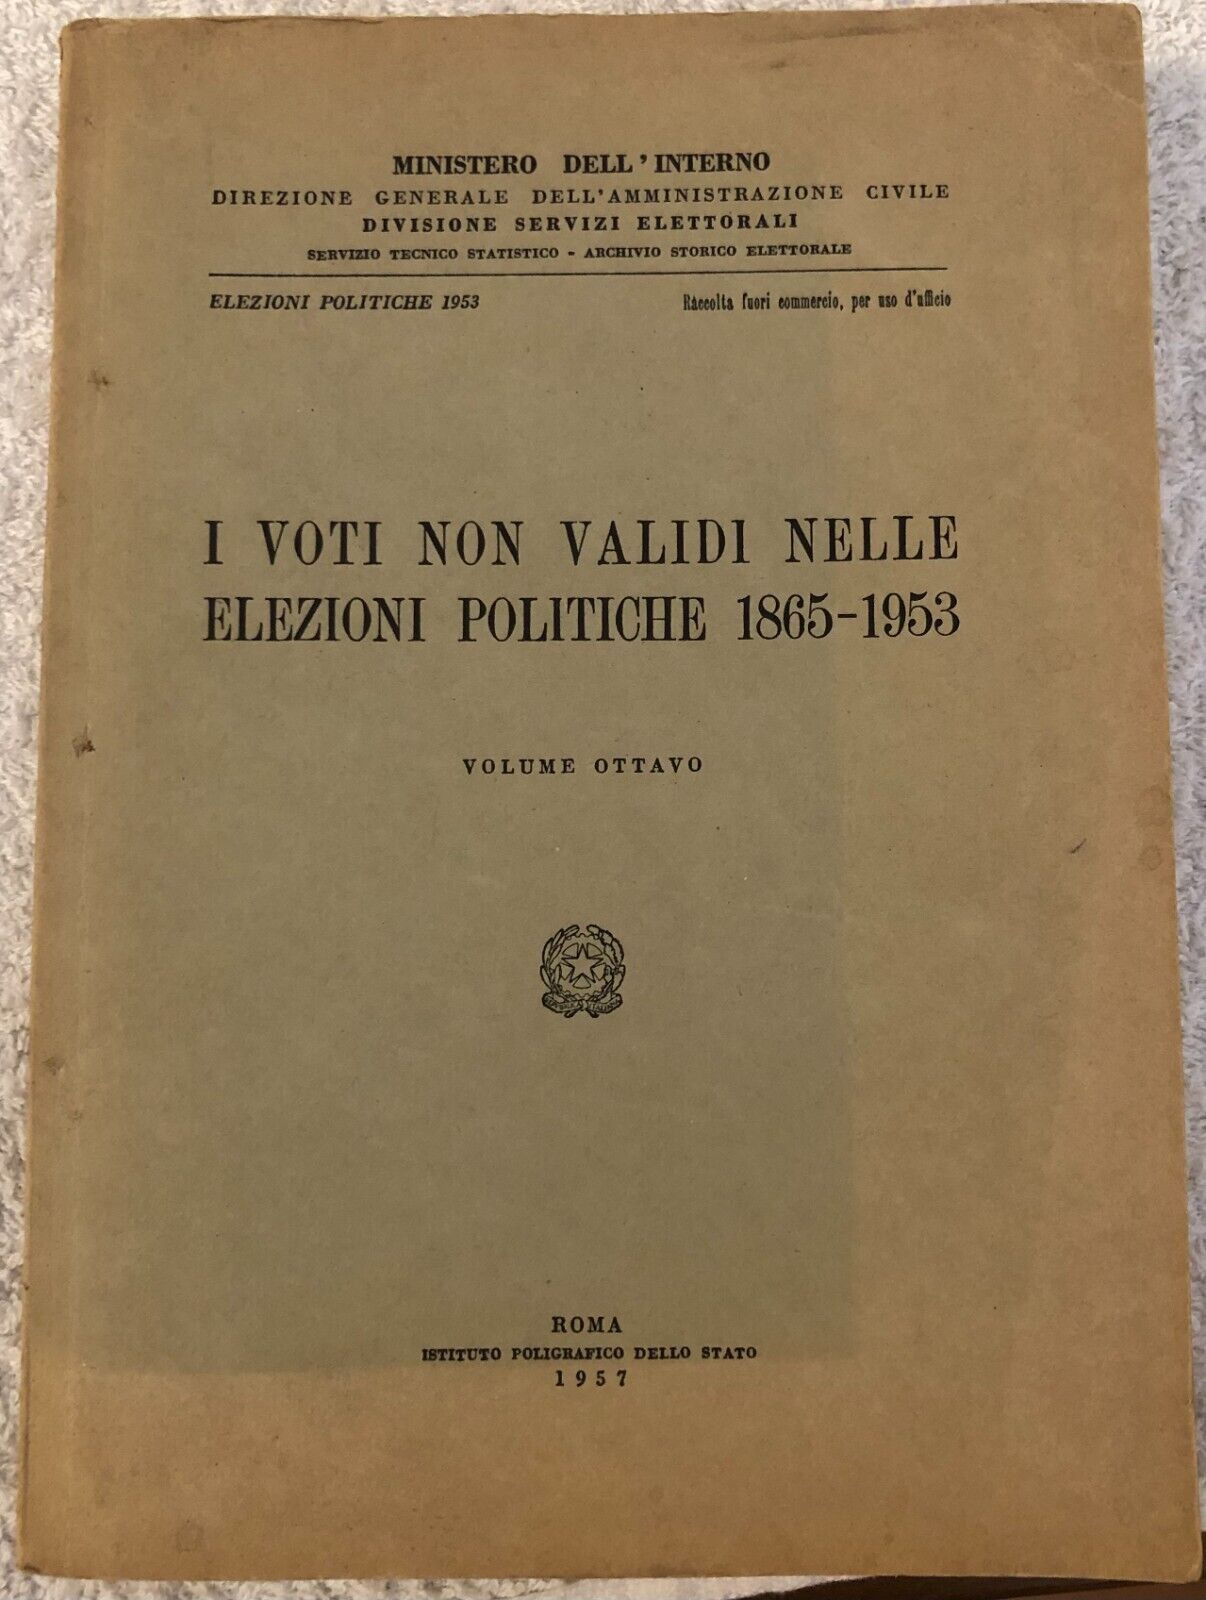 MINISTERO DELL'INTERNO
DIREZIONE GENERALE DELL'AMMINISTRAZIONE CIVILE
DIVISIONE SERVIZI ELETTORALI
SERVIZIO TECNICO STATISTICO - ARCHIVIO STORICO ELETTORALE
ELEZIONI POLITICHE 1953
Raccolta fuori commercio, per uso d'ufficio
I VOTI NON VALIDI NELLE
ELEZIONI POLITICHE 1865-1953
VOLUME OTTAVO
REPVBBLICA ITALIANA
ROMA
ISTITUTO POLIGRAFICO DELLO STATO
1957